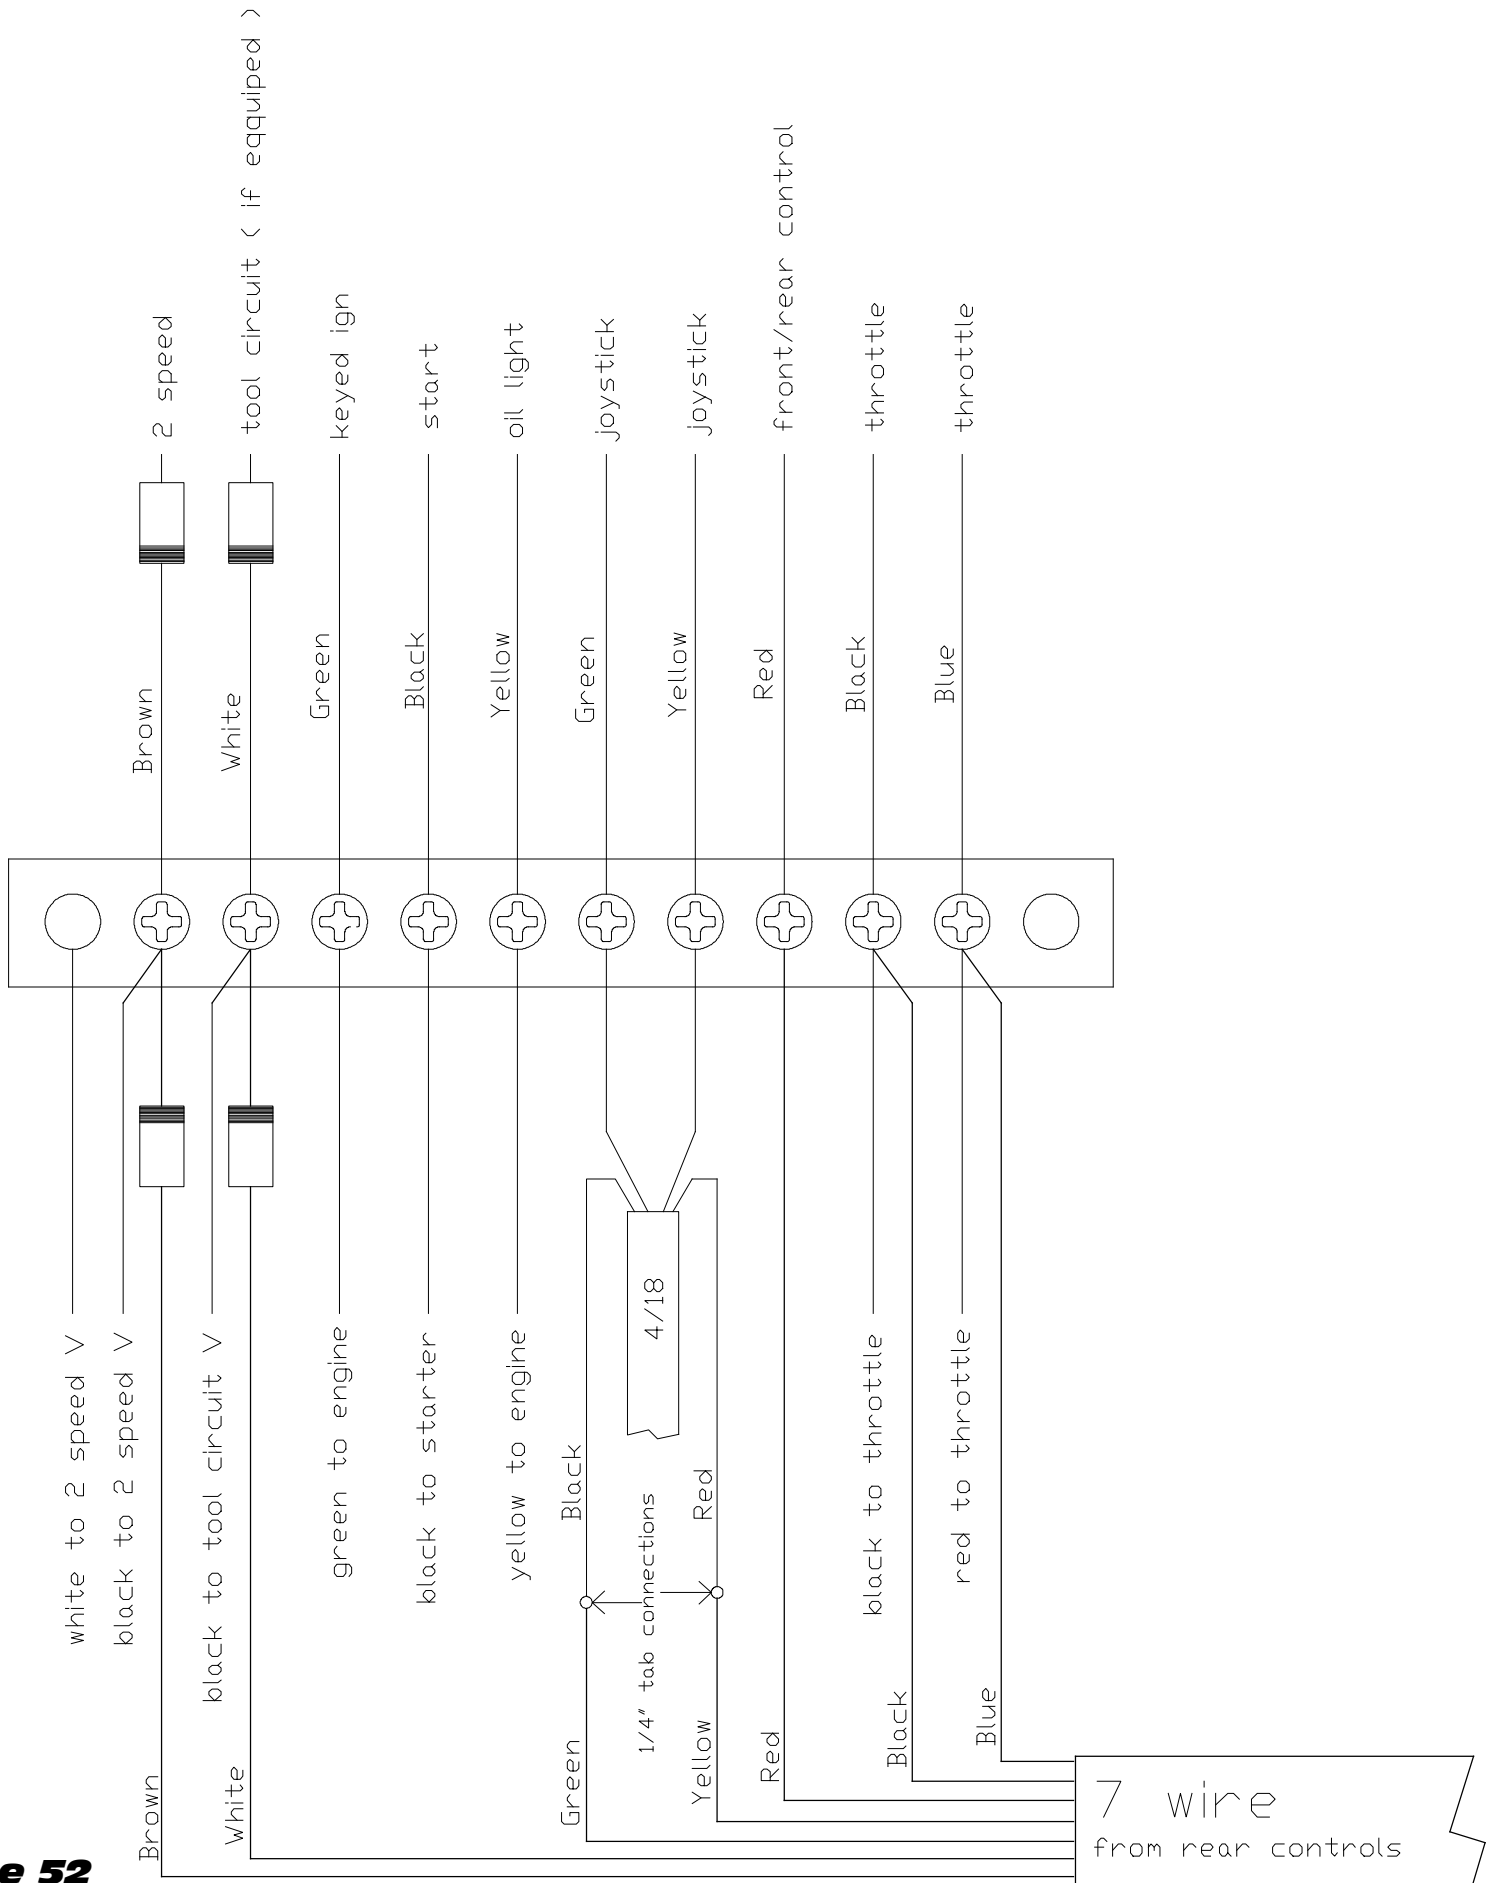 2 speed
tool circuit ( if eqquiped )
keyed ign
start
oil light
joystick
joystick
front/rear control
throttle
throttle
Brown
White
Green
Black
Yellow
Green
Yellow
Red
Black
Blue
white to 2 speed V
black to 2 speed V
black to tool circuit V
green to engine
black to starter
yellow to engine
4/18
Black
Red
1/4" tab connections
black to throttle
red to throttle
Brown
White
Green
Yellow
Red
Black
Blue
7 wire
from rear controls
e 52